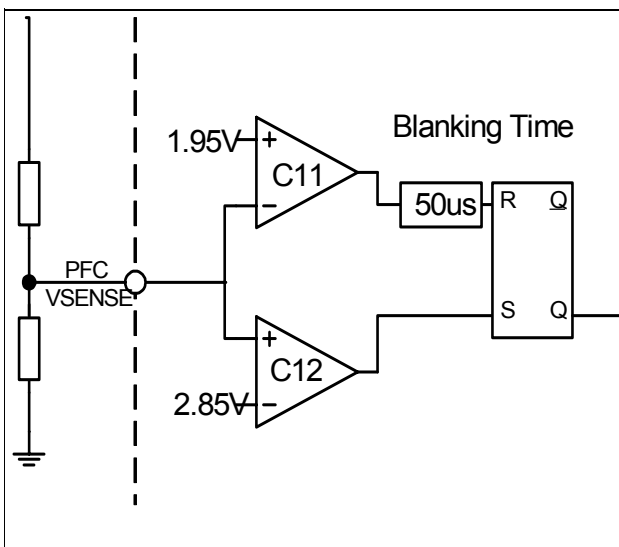 Blanking Time
1.95V
+
C11
−
50us
R Q
PFC
VSENSE
S Q
+
C12
2.85V
−